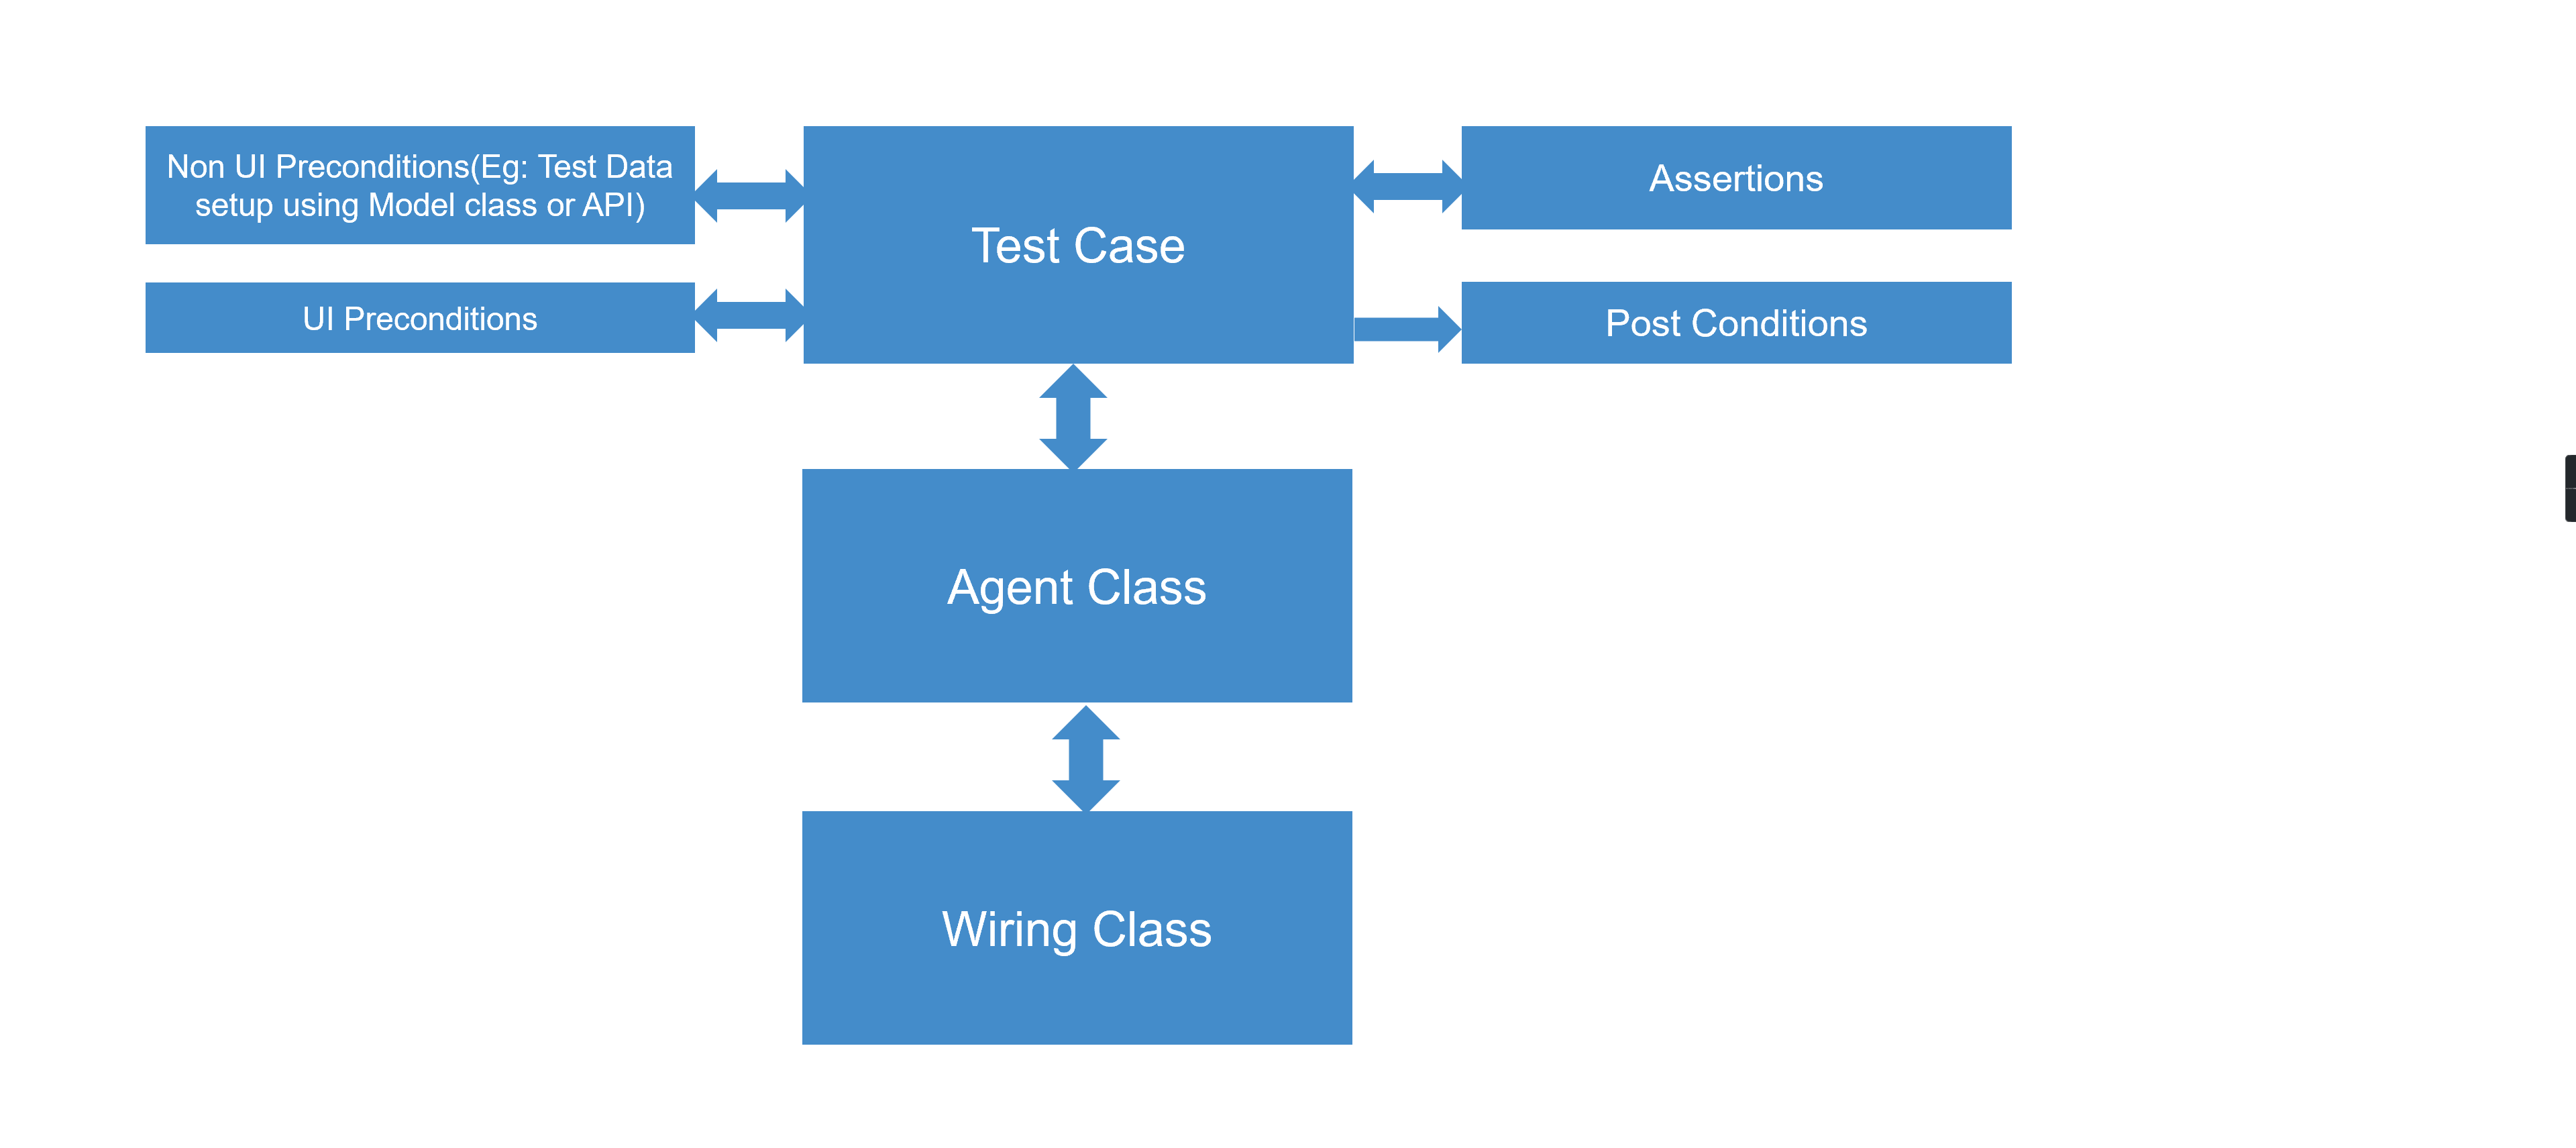 Non UI Preconditions(Eg: Test Data
setup using Model class or API)
UI Preconditions
Test Case
Assertions
Post Conditions
Agent Class
Wiring Class